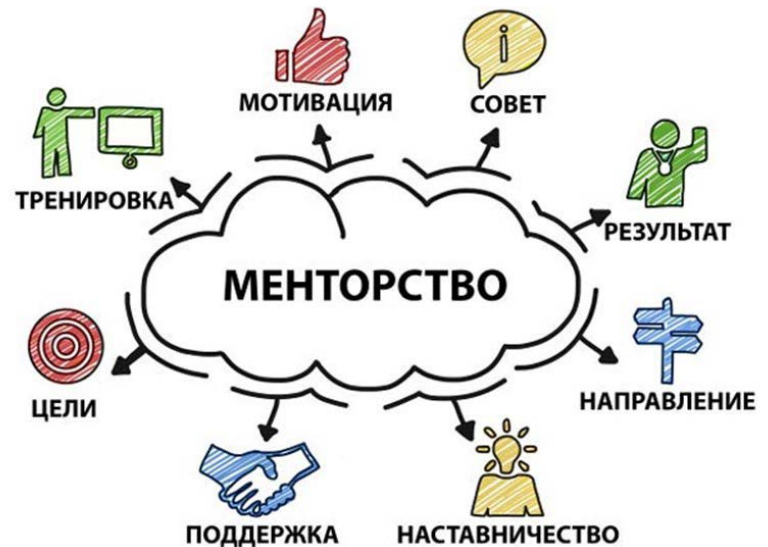 МОТИВАЦИЯ
СОВЕТ
ТРЕНИРОВКА
РЕЗУЛЬТАТ
МЕНТОРСТВО
ЦЕЛИ
НАПРАВЛЕНИЕ
ПОДДЕРЖКА
НАСТАВНИЧЕСТВО